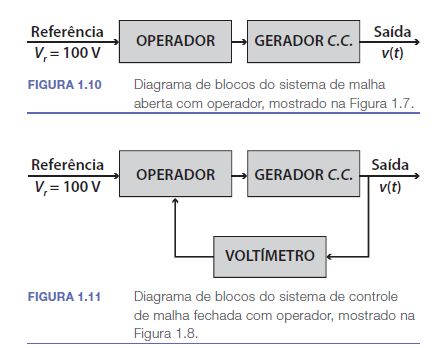 Referência
OPERADOR
GERADOR C.C.
Saída
Vr = 100 V
v(t)
FIGURA 1.10
Diagrama de blocos do sistema de malha
aberta com operador, mostrado na Figura 1.7.
Referência
OPERADOR
GERADOR C.C.
Saída
Vr = 100 V
v(t)
VOLTÍMETRO
FIGURA 1.11
Diagrama de blocos do sistema de controle
de malha fechada com operador, mostrado na
Figura 1.8.